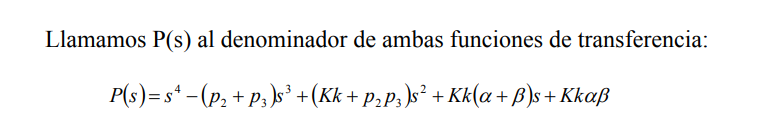 Llamamos P(s) al denominador de ambas funciones de transferencia:
P(s)=s⁴−(p₂+p₃)s³+(Kk+p₂p₃)s²+Kk(α+β)s+Kkαβ